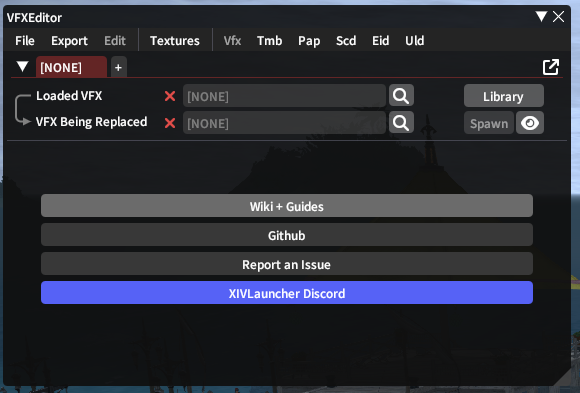 VFXEditor
File Export Edit Textures Vfx Tmb Pap Scd Eid Uld
[NONE] +
Loaded VFX [NONE] Library
VFX Being Replaced [NONE] Spawn
Wiki + Guides
Github
Report an Issue
XIVLauncher Discord